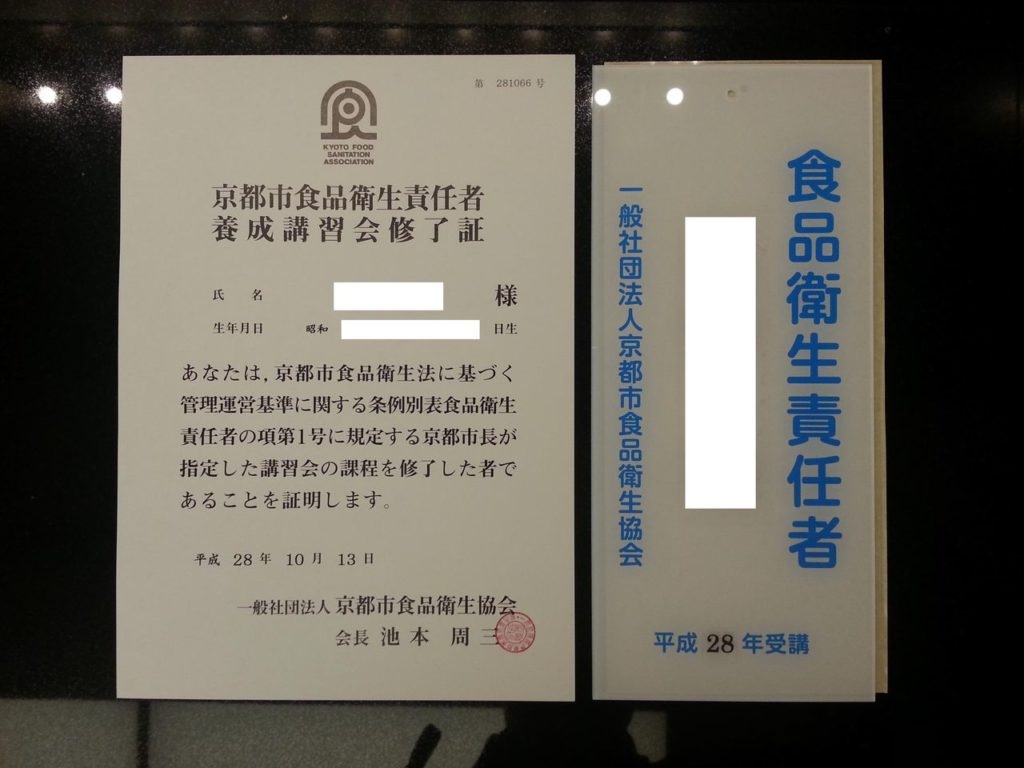 第 281066 号
KYOTO FOOD
SANITATION
ASSOCIATION
京都市食品衛生責任者
養成講習会修了証
氏 名 様
生年月日 昭和 日生
あなたは,京都市食品衛生法に基づく
管理運営基準に関する条例別表食品衛生
責任者の項第1号に規定する京都市長が
指定した講習会の課程を修了した者で
あることを証明します。
平成 28 年 10 月 13 日
一般社団法人 京都市食品衛生協会
会長 池本 周三
食品衛生責任者
一般社団法人京都市食品衛生協会
平成 28 年受講